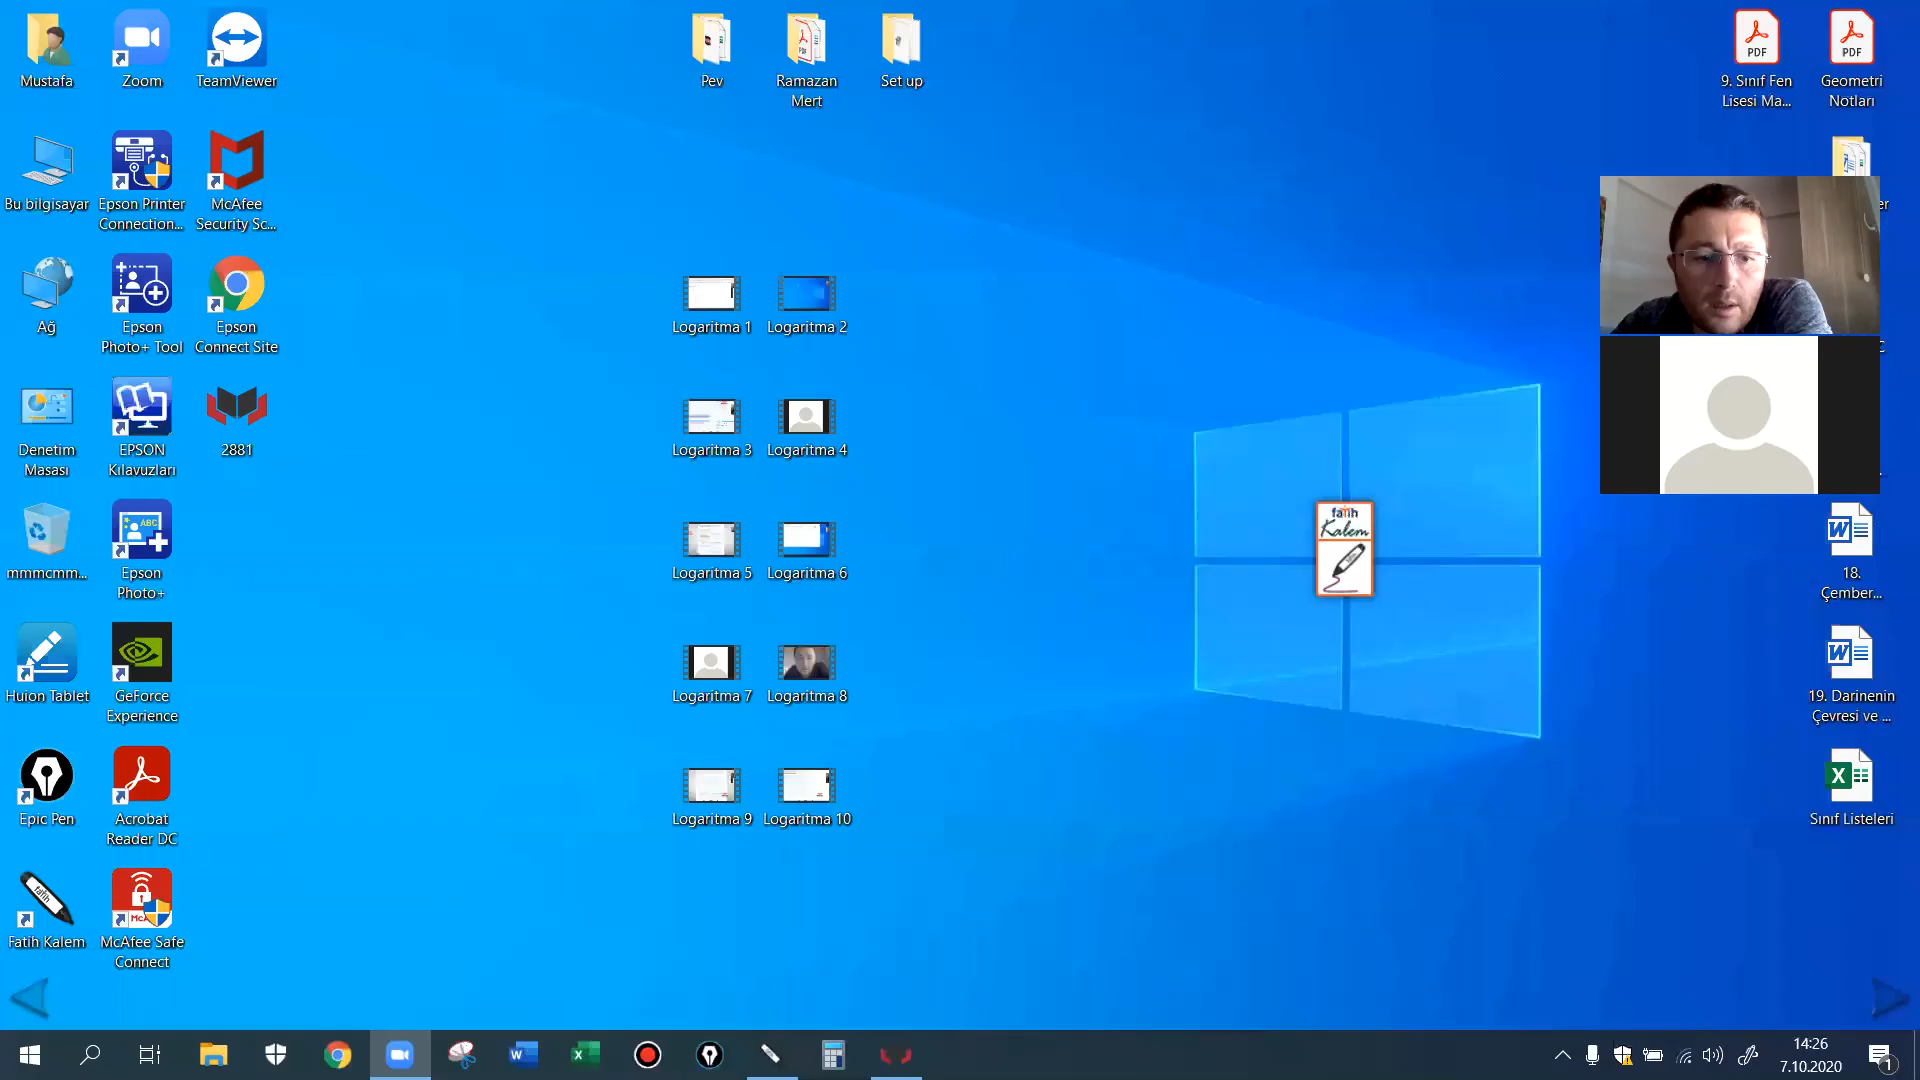 Mustafa
Zoom
TeamViewer
Pev
Ramazan
Mert
Set up
PDF
9. Sınıf Fen
Lisesi Ma...
PDF
Geometri
Notları
Bu bilgisayar
Epson Printer
Connection...
McAfee
Security Sc...
er
Ağ
Epson
Photo+ Tool
Epson
Connect Site
Logaritma 1
Logaritma 2
Denetim
Masası
EPSON
Kılavuzları
2881
Logaritma 3
Logaritma 4
mmmcmm...
ABC
Epson
Photo+
Logaritma 5
Logaritma 6
fatih
Kalem
18.
Çember...
Huion Tablet
GeForce
Experience
Logaritma 7
Logaritma 8
19. Darinenin
Çevresi ve ...
Epic Pen
Acrobat
Reader DC
Logaritma 9
Logaritma 10
Sınıf Listeleri
fatih
Fatih Kalem
McAfee Safe
Connect
14:26
7.10.2020
1